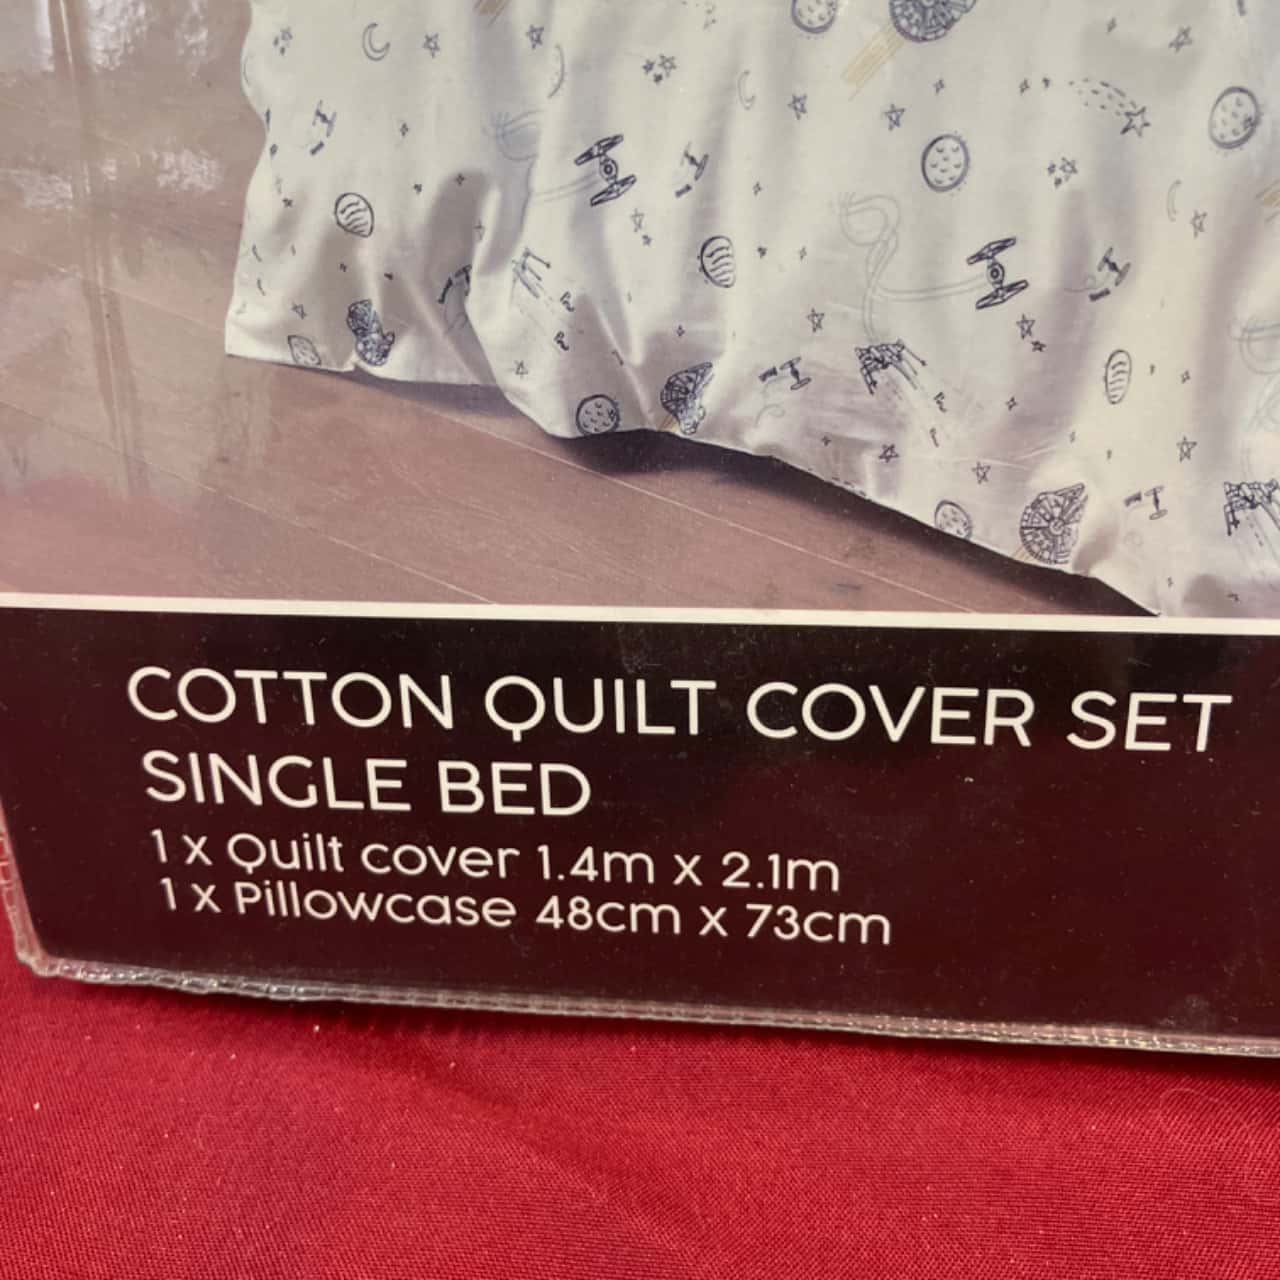 COTTON QUILT COVER SET
SINGLE BED
1 x Quilt cover 1.4m x 2.1m
1 x Pillowcase 48cm x 73cm